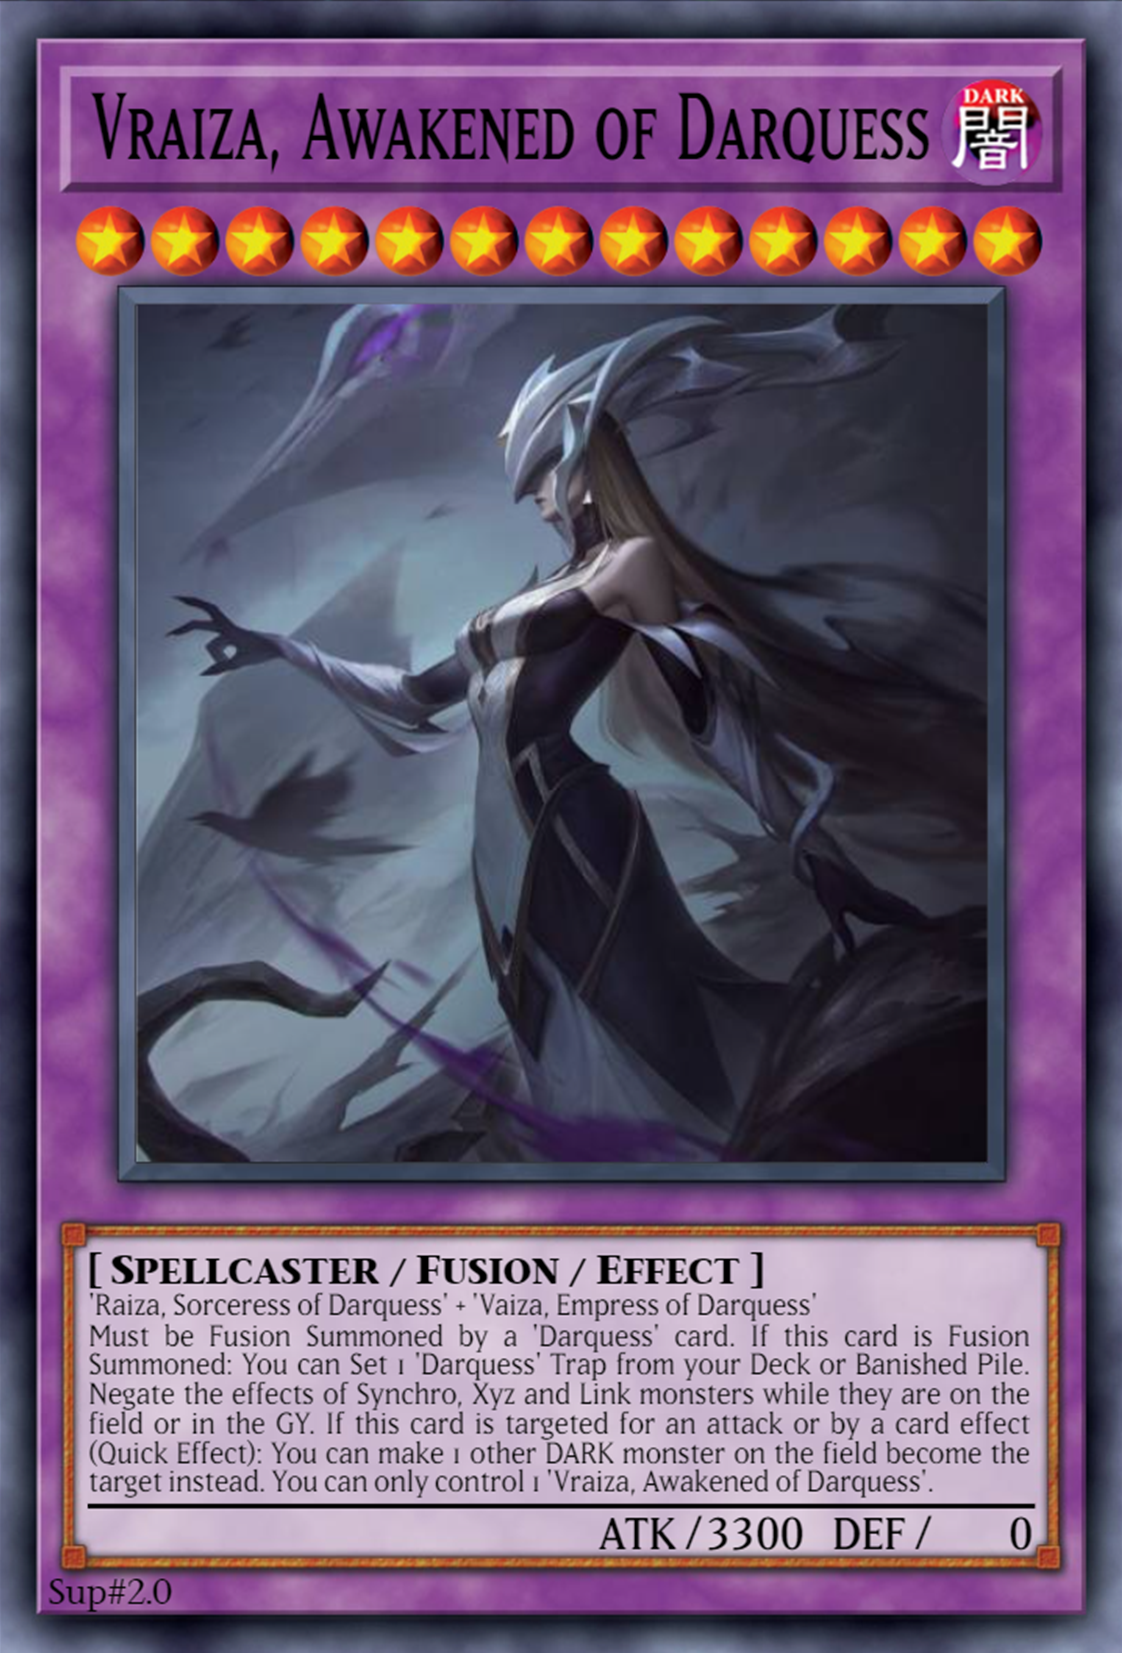 Vraiza, Awakened of Darquess
DARK
闇
[ Spellcaster / Fusion / Effect ]
'Raiza, Sorceress of Darquess' + 'Vaiza, Empress of Darquess'
Must be Fusion Summoned by a 'Darquess' card. If this card is Fusion
Summoned: You can Set 1 'Darquess' Trap from your Deck or Banished Pile.
Negate the effects of Synchro, Xyz and Link monsters while they are on the
field or in the GY. If this card is targeted for an attack or by a card effect
(Quick Effect): You can make 1 other DARK monster on the field become the
target instead. You can only control 1 'Vraiza, Awakened of Darquess'.
ATK / 3300 DEF / 0
Sup#2.0